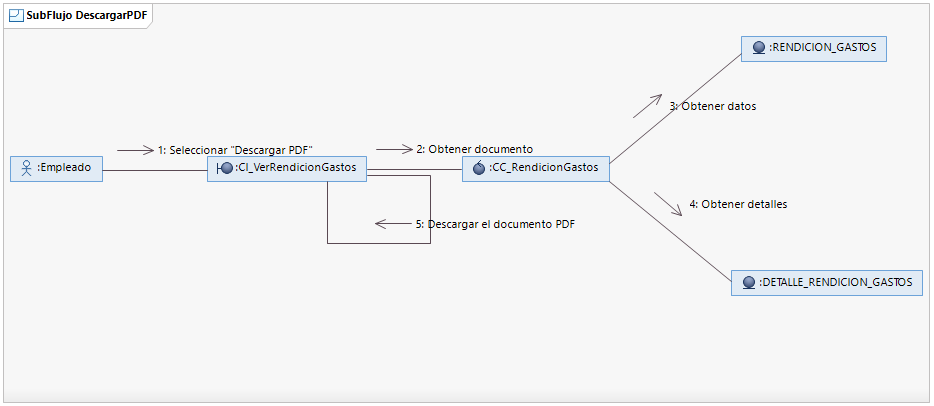 SubFlujo DescargarPDF
:RENDICION_GASTOS
3: Obtener datos
1: Seleccionar "Descargar PDF"
2: Obtener documento
:Empleado
:CI_VerRendicionGastos
:CC_RendicionGastos
4: Obtener detalles
5: Descargar el documento PDF
:DETALLE_RENDICION_GASTOS